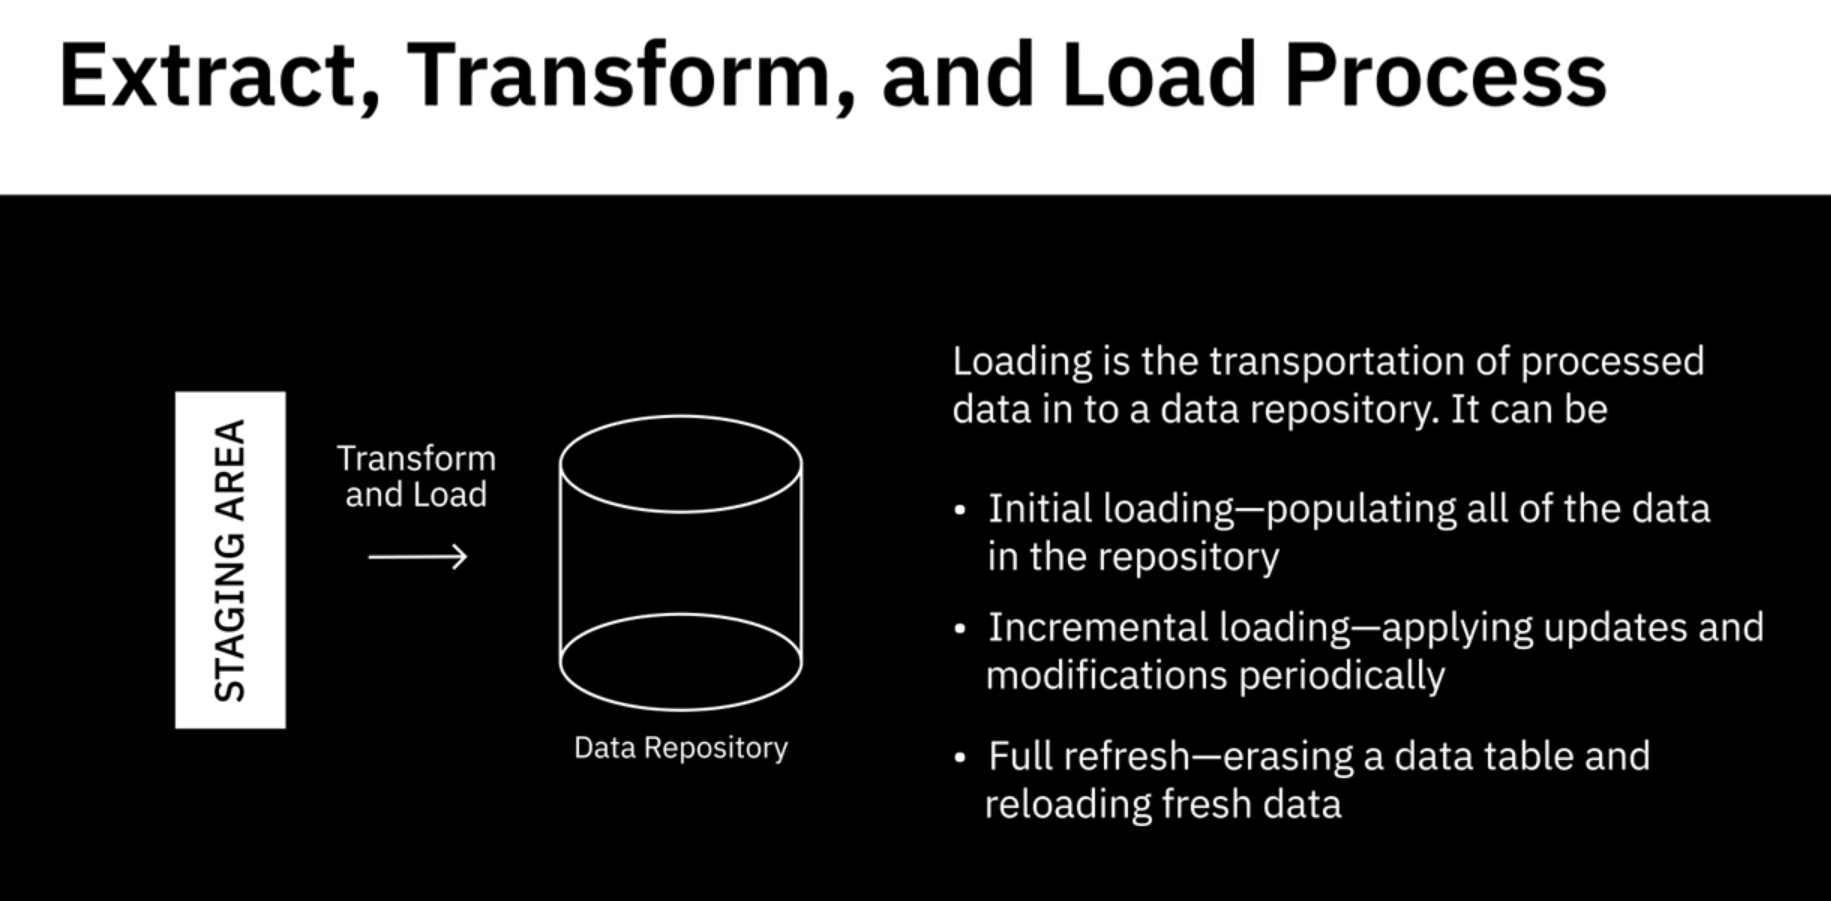 Extract, Transform, and Load Process
STAGING AREA
Transform
and Load
Data Repository
Loading is the transportation of processed
data in to a data repository. It can be
• Initial loading—populating all of the data
in the repository
• Incremental loading—applying updates and
modifications periodically
• Full refresh—erasing a data table and
reloading fresh data